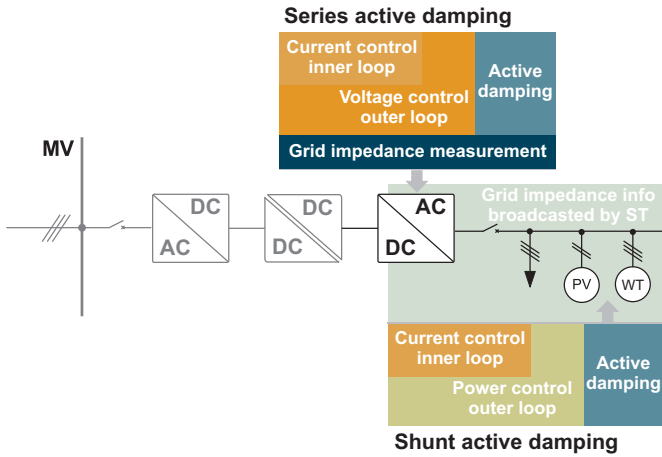 Series active damping
Current control
inner loop
Voltage control
outer loop
Active
damping
Grid impedance measurement
MV
DC
AC
DC
DC
AC
DC
Grid impedance info
broadcasted by ST
PV
WT
Current control
inner loop
Power control
outer loop
Active
damping
Shunt active damping